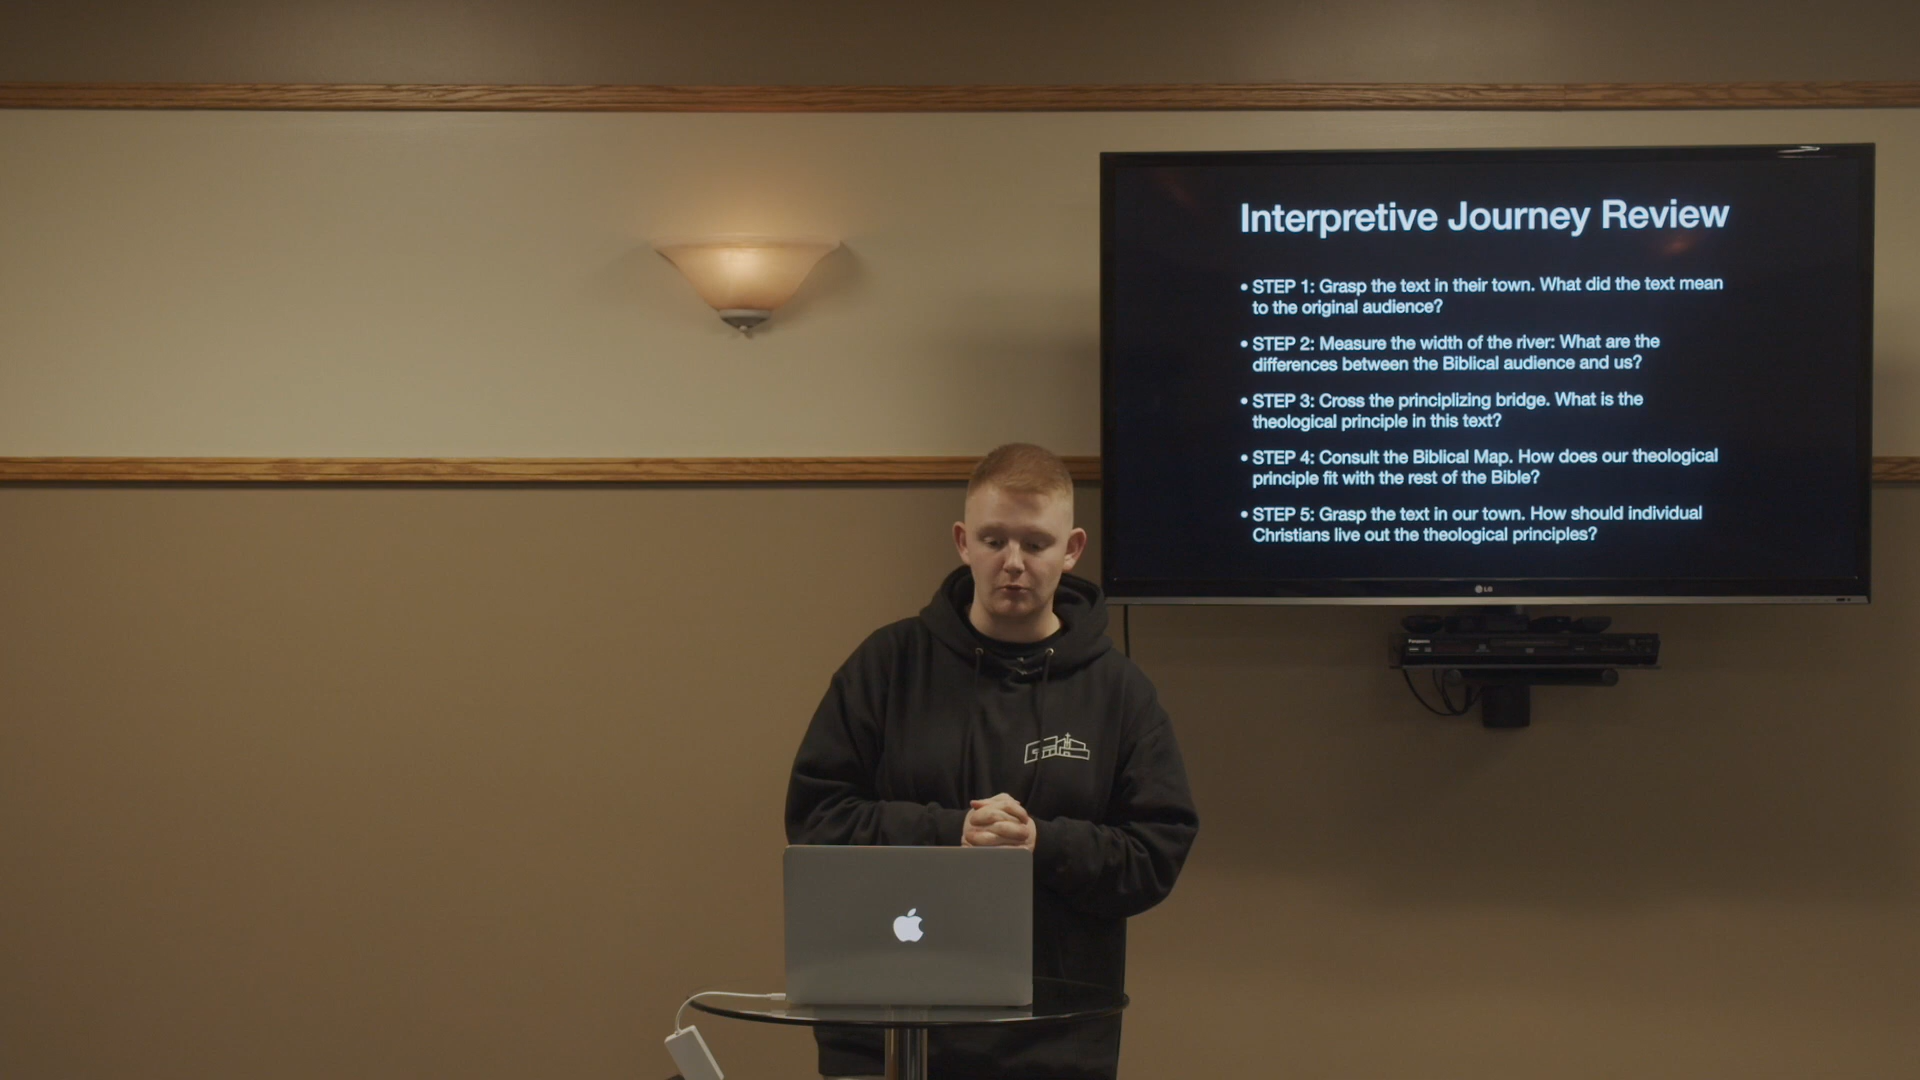 Interpretive Journey Review
• STEP 1: Grasp the text in their town. What did the text mean
to the original audience?
• STEP 2: Measure the width of the river: What are the
differences between the Biblical audience and us?
• STEP 3: Cross the principlizing bridge. What is the
theological principle in this text?
• STEP 4: Consult the Biblical Map. How does our theological
principle fit with the rest of the Bible?
• STEP 5: Grasp the text in our town. How should individual
Christians live out the theological principles?
LG
Panasonic